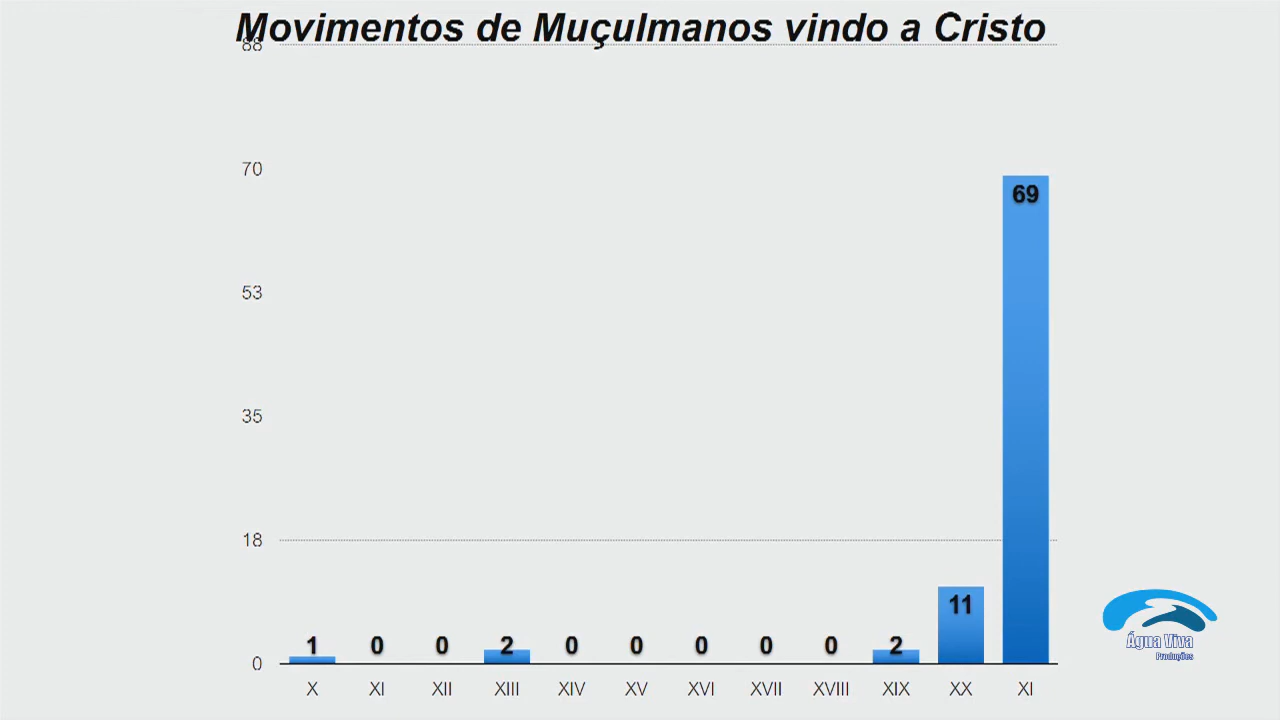 Movimentos de Muçulmanos vindo a Cristo
88
70
53
35
18
0
1 0 0 2 0 0 0 0 0 2 11 69
X XI XII XIII XIV XV XVI XVII XVIII XIX XX XI
Água Viva
Produções